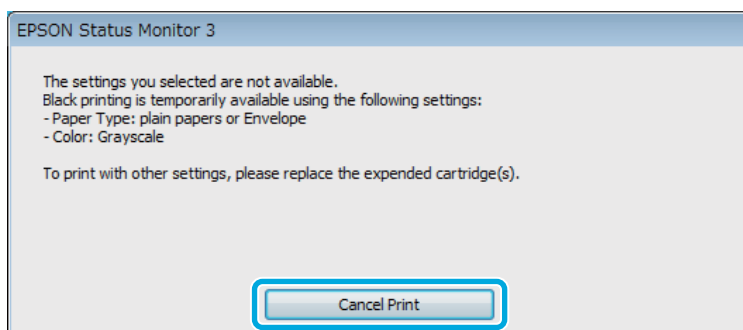 EPSON Status Monitor 3
The settings you selected are not available.
Black printing is temporarily available using the following settings:
- Paper Type: plain papers or Envelope
- Color: Grayscale
To print with other settings, please replace the expended cartridge(s).
Cancel Print